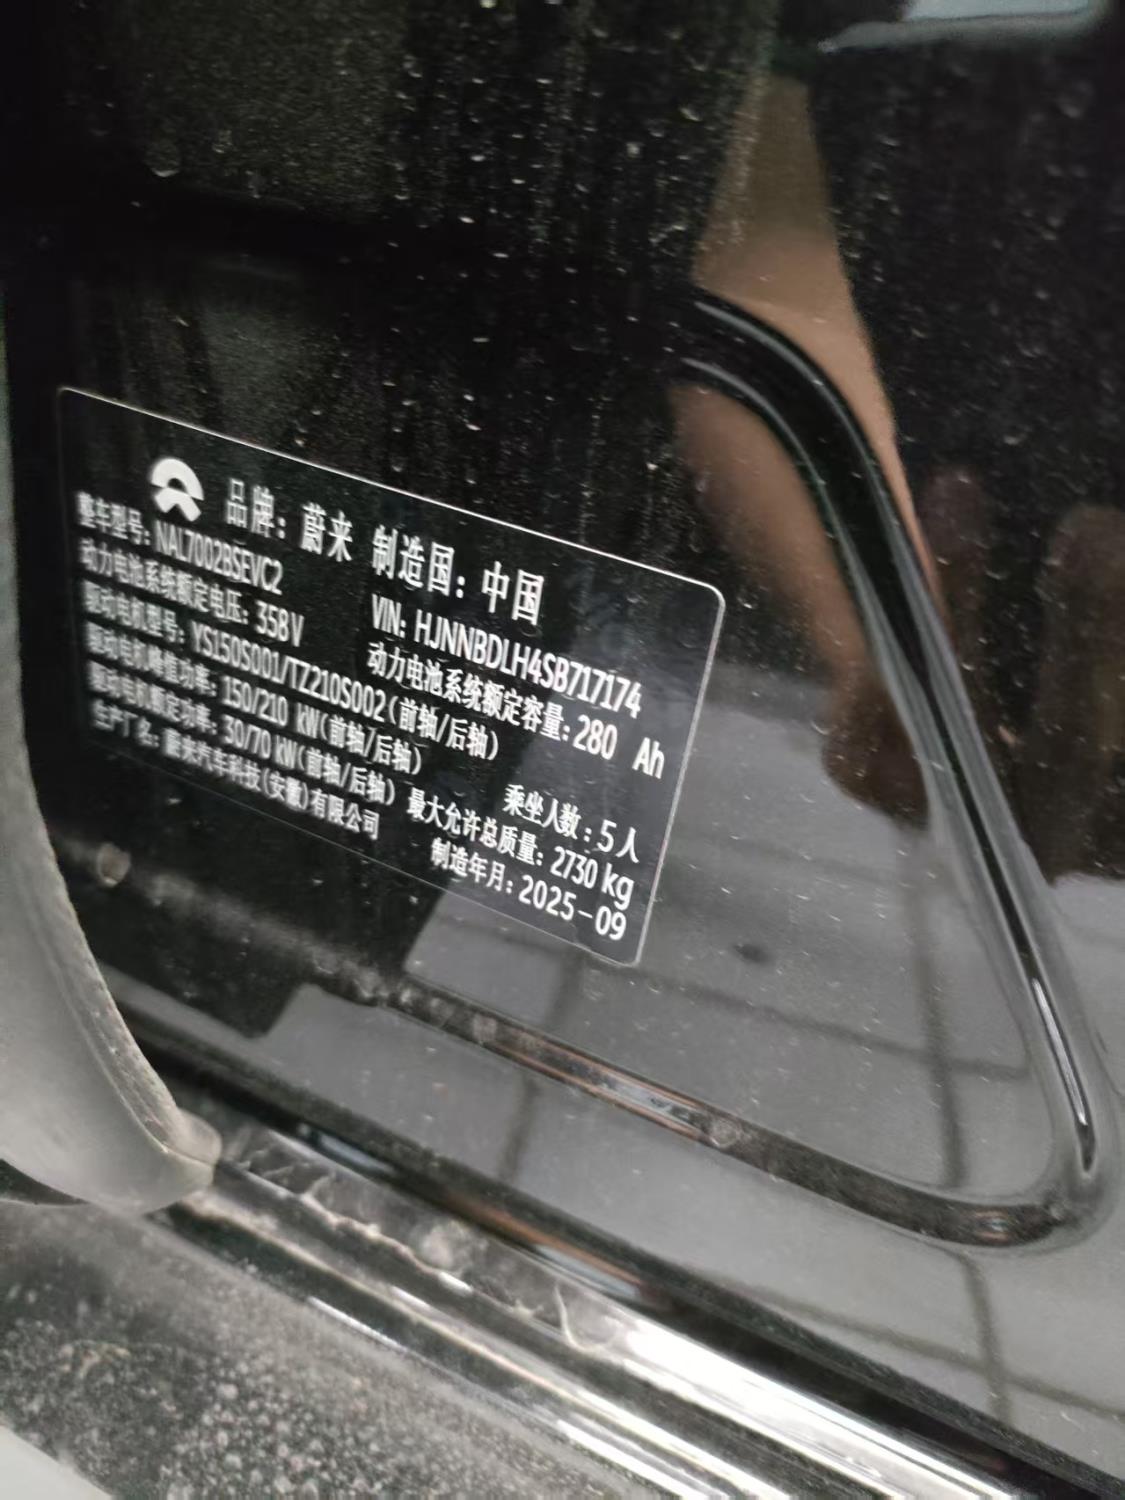 品牌：蔚来 制造国：中国
整车型号：NAL7002BSEVC2 VIN：HJNNBDLH4SB717174
动力电池系统额定电压：358V 动力电池系统额定容量：280 Ah
驱动电机型号：YS150S001/TZ210S002（前轴/后轴）
驱动电机峰值功率：150/210 kW（前轴/后轴） 乘坐人数：5人
驱动电机额定功率：30/70 kW（前轴/后轴） 最大允许总质量：2730 kg
生产厂名：蔚来汽车科技（安徽）有限公司 制造年月：2025-09